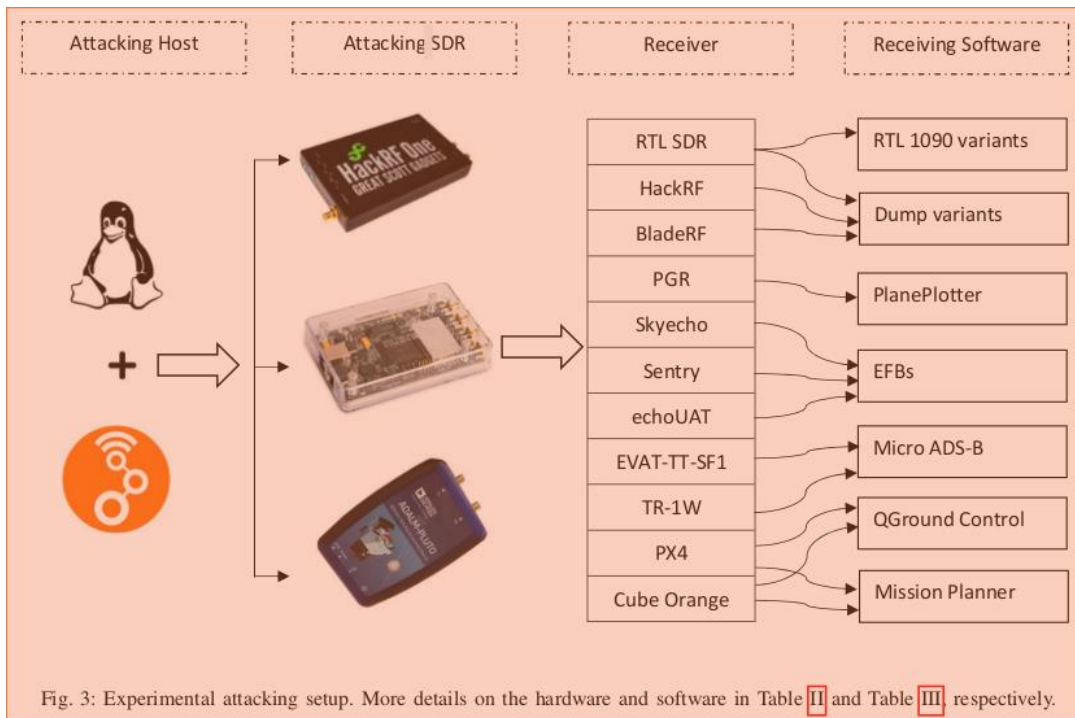 Attacking Host
Attacking SDR
Receiver
Receiving Software
HackRF One
GREAT SCOTT GADGETS
ADALM-PLUTO
RTL SDR
HackRF
BladeRF
PGR
Skyecho
Sentry
echoUAT
EVAT-TT-SF1
TR-1W
PX4
Cube Orange
RTL 1090 variants
Dump variants
PlanePlotter
EFBs
Micro ADS-B
QGround Control
Mission Planner
+
Fig. 3: Experimental attacking setup. More details on the hardware and software in Table II and Table III, respectively.